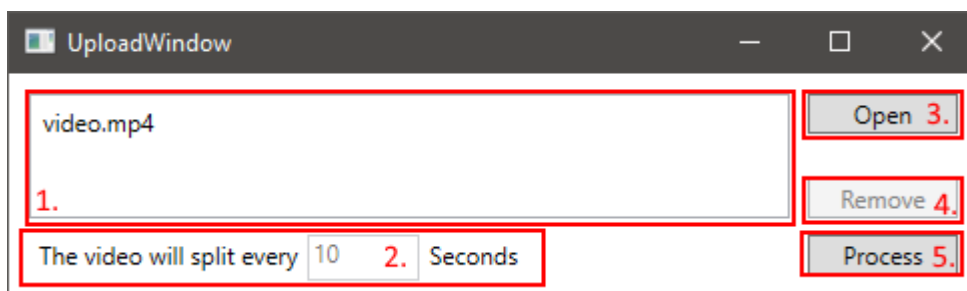 UploadWindow
video.mp4
Open 3.
1.
Remove 4.
The video will split every 10 2. Seconds
Process 5.